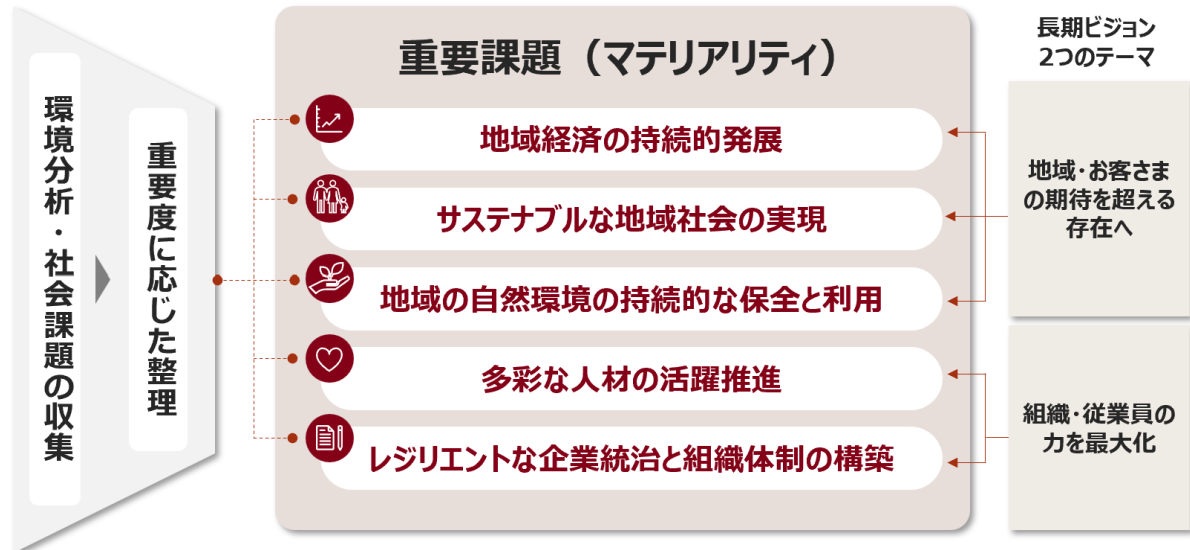 環境分析・社会課題の収集
重要度に応じた整理
重要課題（マテリアリティ）
地域経済の持続的発展
サステナブルな地域社会の実現
地域の自然環境の持続的な保全と利用
多彩な人材の活躍推進
レジリエントな企業統治と組織体制の構築
長期ビジョン
2つのテーマ
地域・お客さま
の期待を超える
存在へ
組織・従業員の
力を最大化